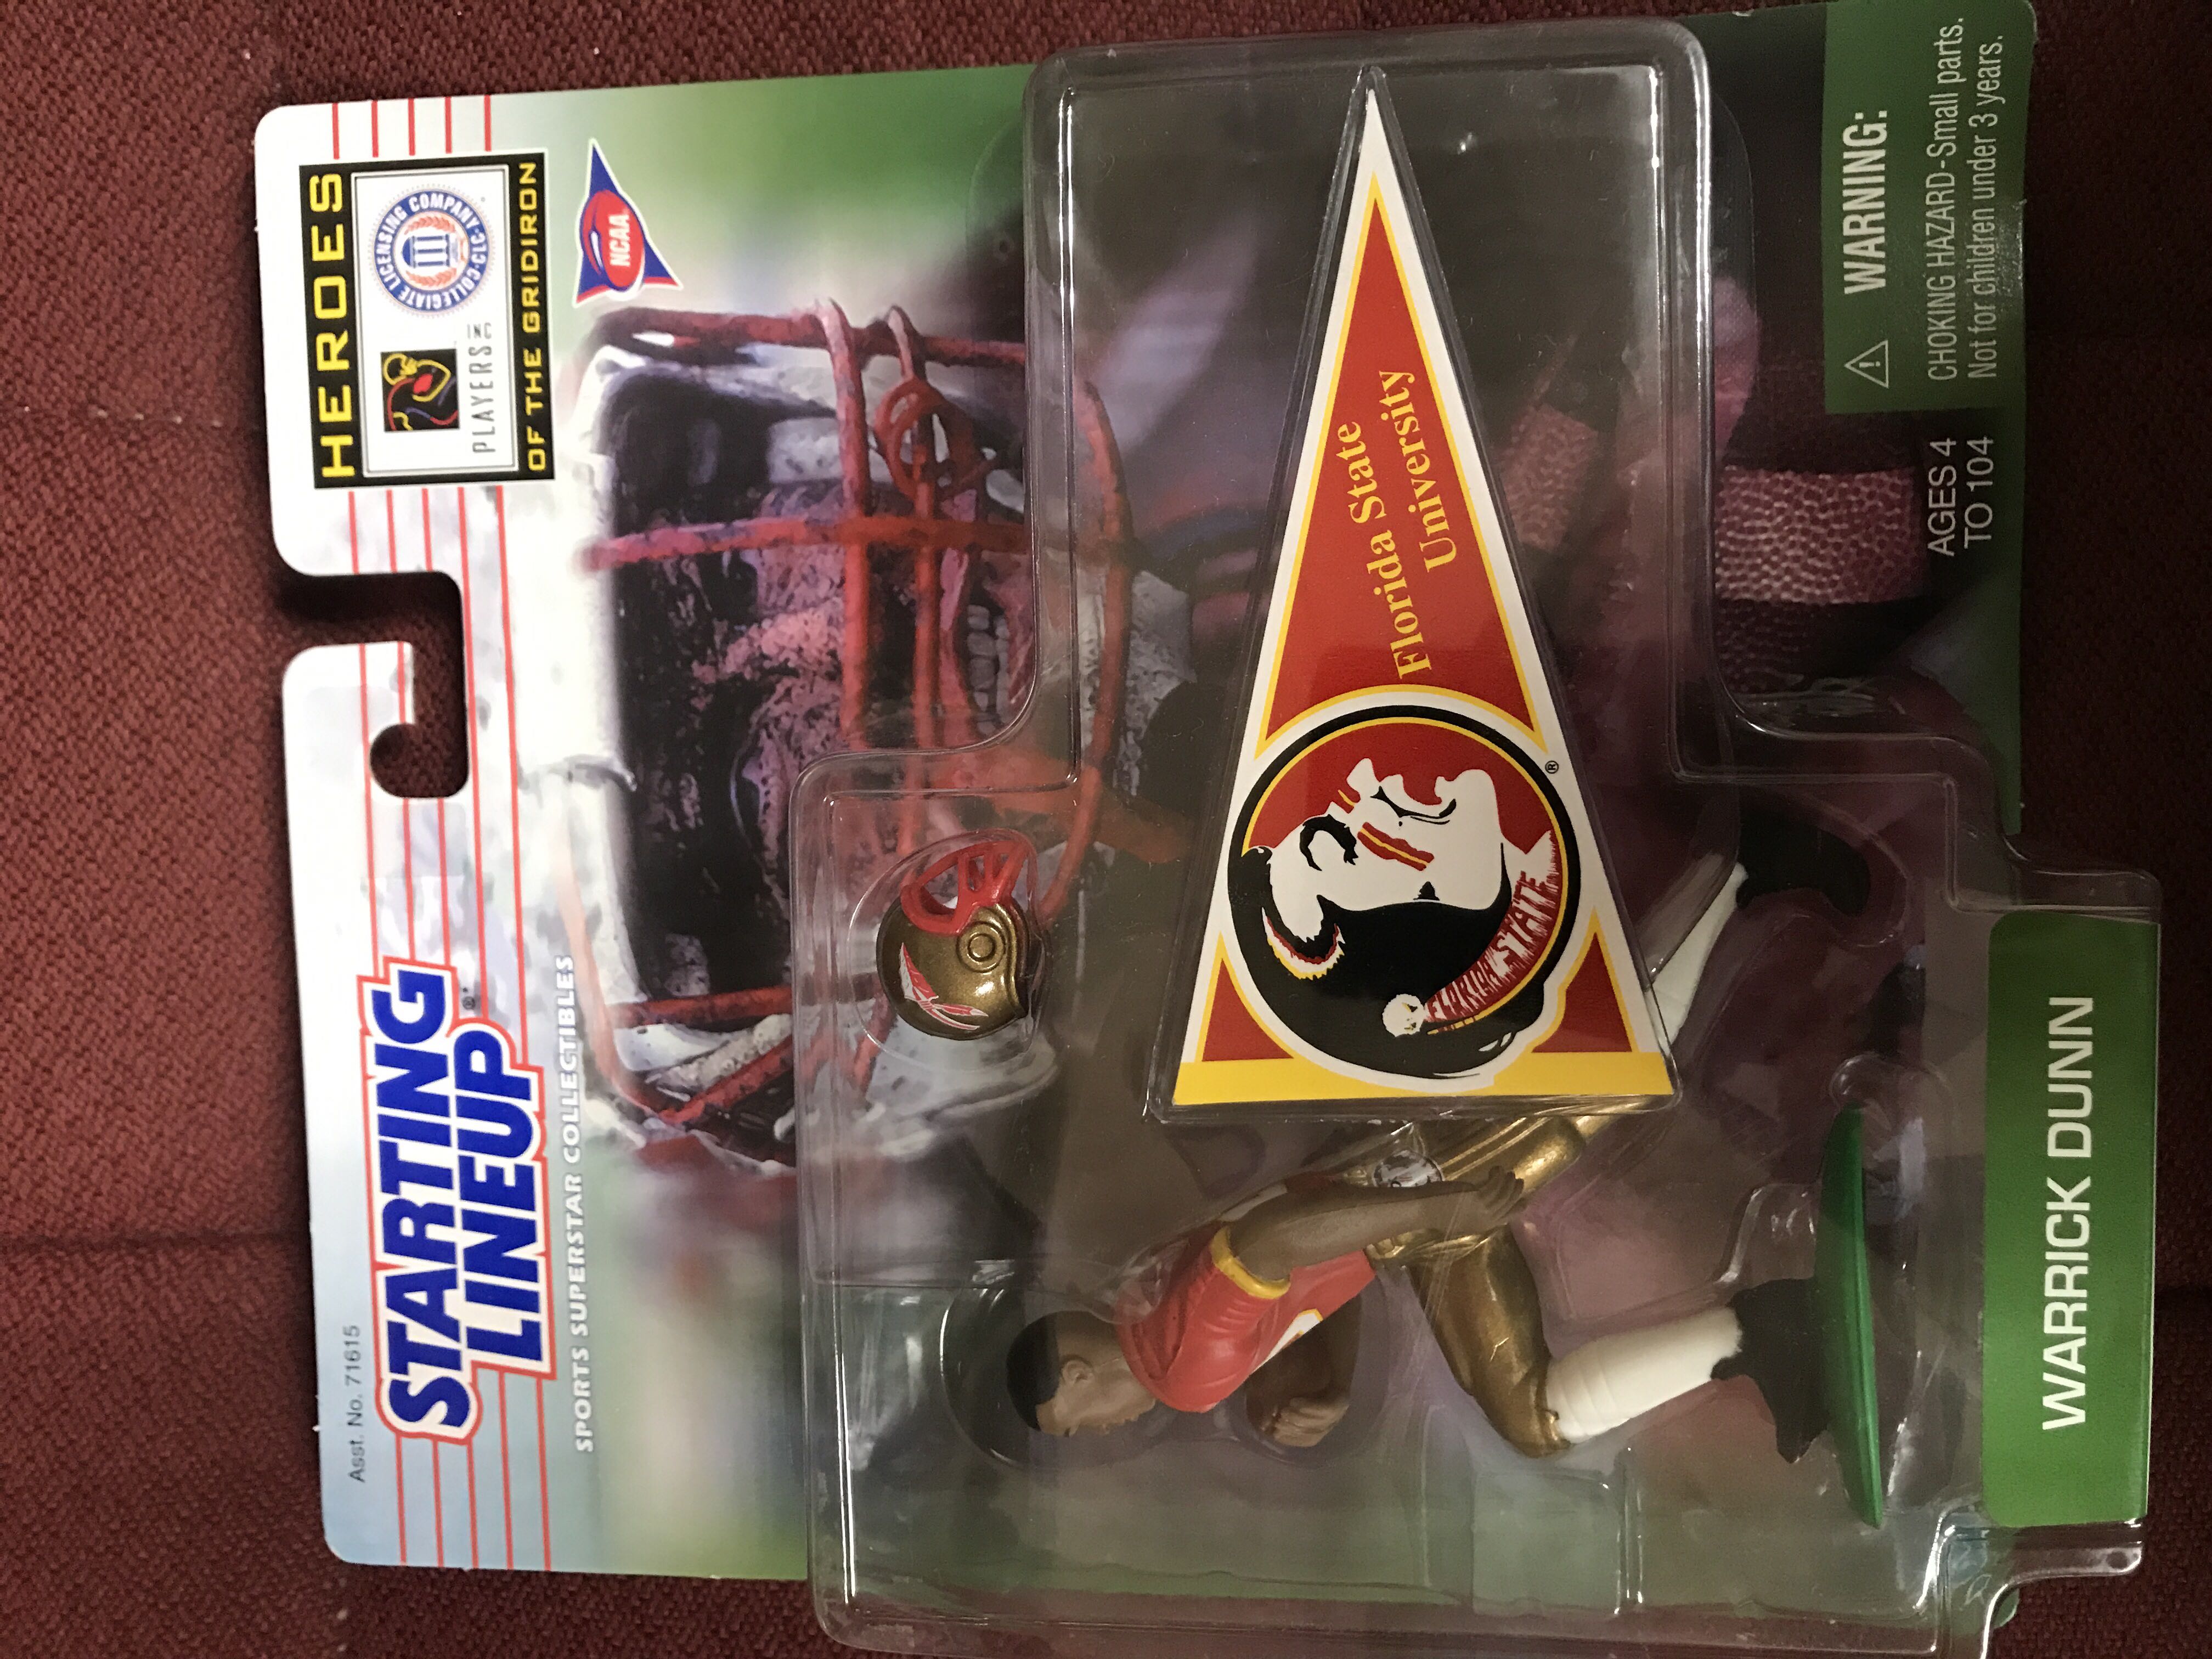 Asst. No. 71615
STARTING
LINEUP®
SPORTS SUPERSTAR COLLECTIBLES
HEROES
PLAYERS INC
COLLEGIATE LICENSING COMPANY·CLC·
OF THE GRIDIRON
NCAA
Florida State
University
FLORIDA STATE
®
WARNING:
CHOKING HAZARD-Small parts.
Not for children under 3 years.
AGES 4
TO 104
WARRICK DUNN